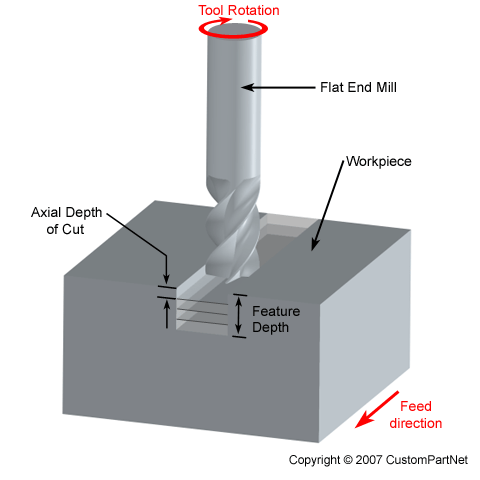 Tool Rotation
Flat End Mill
Workpiece
Axial Depth
of Cut
Feature
Depth
Feed
direction
Copyright © 2007 CustomPartNet